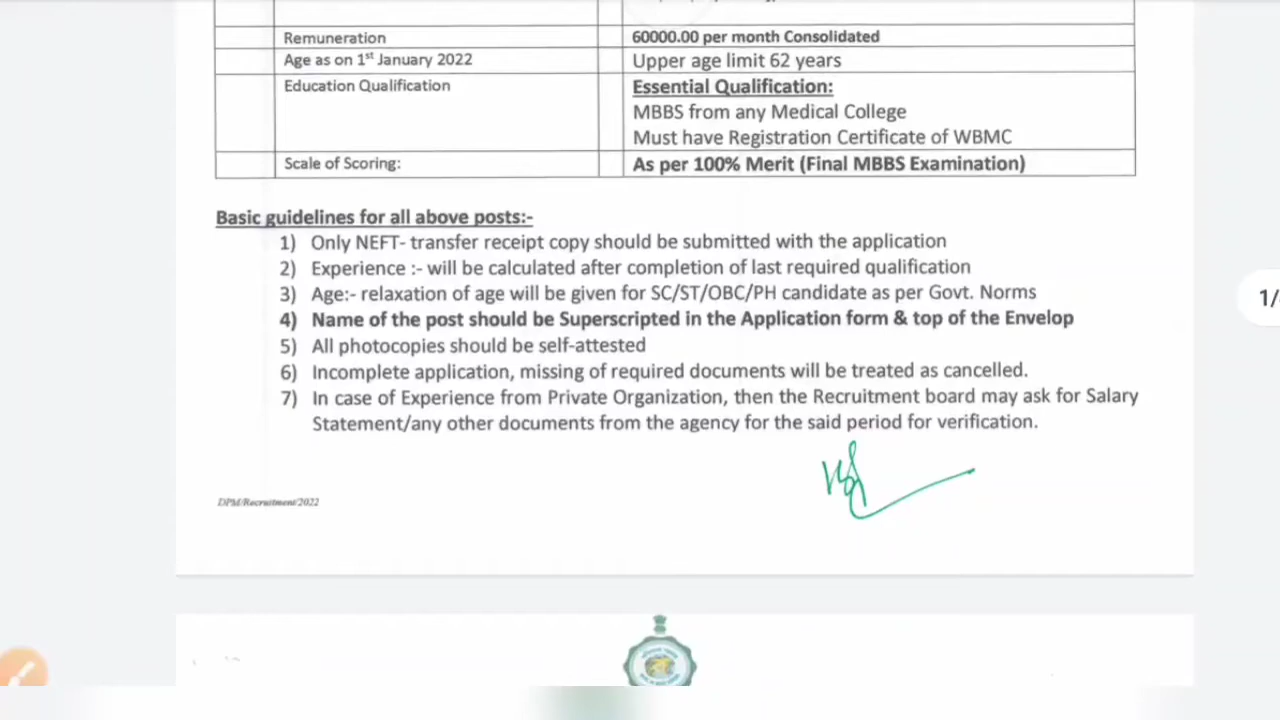 Remuneration 60000.00 per month Consolidated
Age as on 1st January 2022 Upper age limit 62 years
Education Qualification Essential Qualification:
MBBS from any Medical College
Must have Registration Certificate of WBMC
Scale of Scoring: As per 100% Merit (Final MBBS Examination)
Basic guidelines for all above posts:-
1) Only NEFT- transfer receipt copy should be submitted with the application
2) Experience :- will be calculated after completion of last required qualification
3) Age:- relaxation of age will be given for SC/ST/OBC/PH candidate as per Govt. Norms
4) Name of the post should be Superscripted in the Application form & top of the Envelop
5) All photocopies should be self-attested
6) Incomplete application, missing of required documents will be treated as cancelled.
7) In case of Experience from Private Organization, then the Recruitment board may ask for Salary
Statement/any other documents from the agency for the said period for verification.
DPM/Recruitment/2022
1/